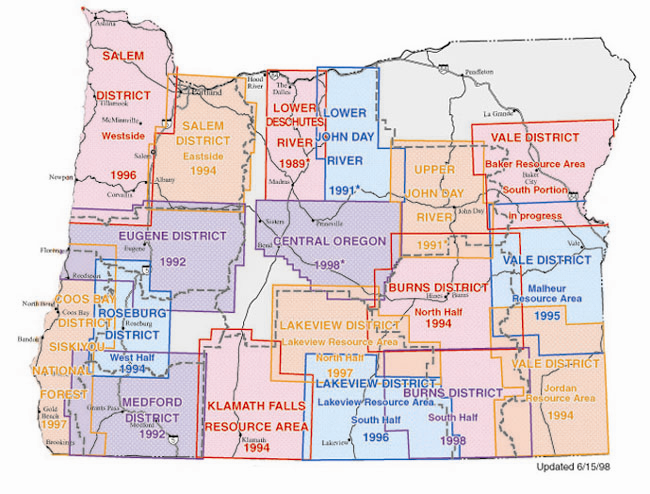 Astoria
SALEM
DISTRICT
Tillamook
McMinnville
Westside
Salem
1996
Newport
Albany
Corvallis
Portland
SALEM
DISTRICT
Eastside
1994
Hood
River
The
Dalles
LOWER
DESCHUTES
RIVER
1989*
Madras
LOWER
JOHN DAY
RIVER
1991*
Pendleton
La Grande
VALE DISTRICT
Baker Resource Area
Baker
City
South Portion
In progress
UPPER
JOHN DAY
John Day
RIVER
1991*
EUGENE DISTRICT
Eugene
1992
Florence
Reedsport
Sisters
Prineville
Bend
CENTRAL OREGON
1998*
Vale
VALE DISTRICT
Malheur
Resource Area
1995
BURNS DISTRICT
Hines
Burns
North Half
1994
North Bend
COOS BAY
Coos Bay
DISTRICT
Bandon
5
ROSEBURG
Roseburg
DISTRICT
West Half
1994
SISKIYOU
NATIONAL
FOREST
Gold
Beach
1997
Brookings
Grants Pass
MEDFORD
DISTRICT
Medford
1992
LAKEVIEW DISTRICT
Lakeview Resource Area
North Half
1997
LAKEVIEW DISTRICT
Lakeview Resource Area
South Half
1996
Lakeview
KLAMATH FALLS
RESOURCE AREA
Klamath
1994
BURNS DISTRICT
South Half
1998
VALE DISTRICT
Jordan
Resource Area
1994
Updated 6/15/98